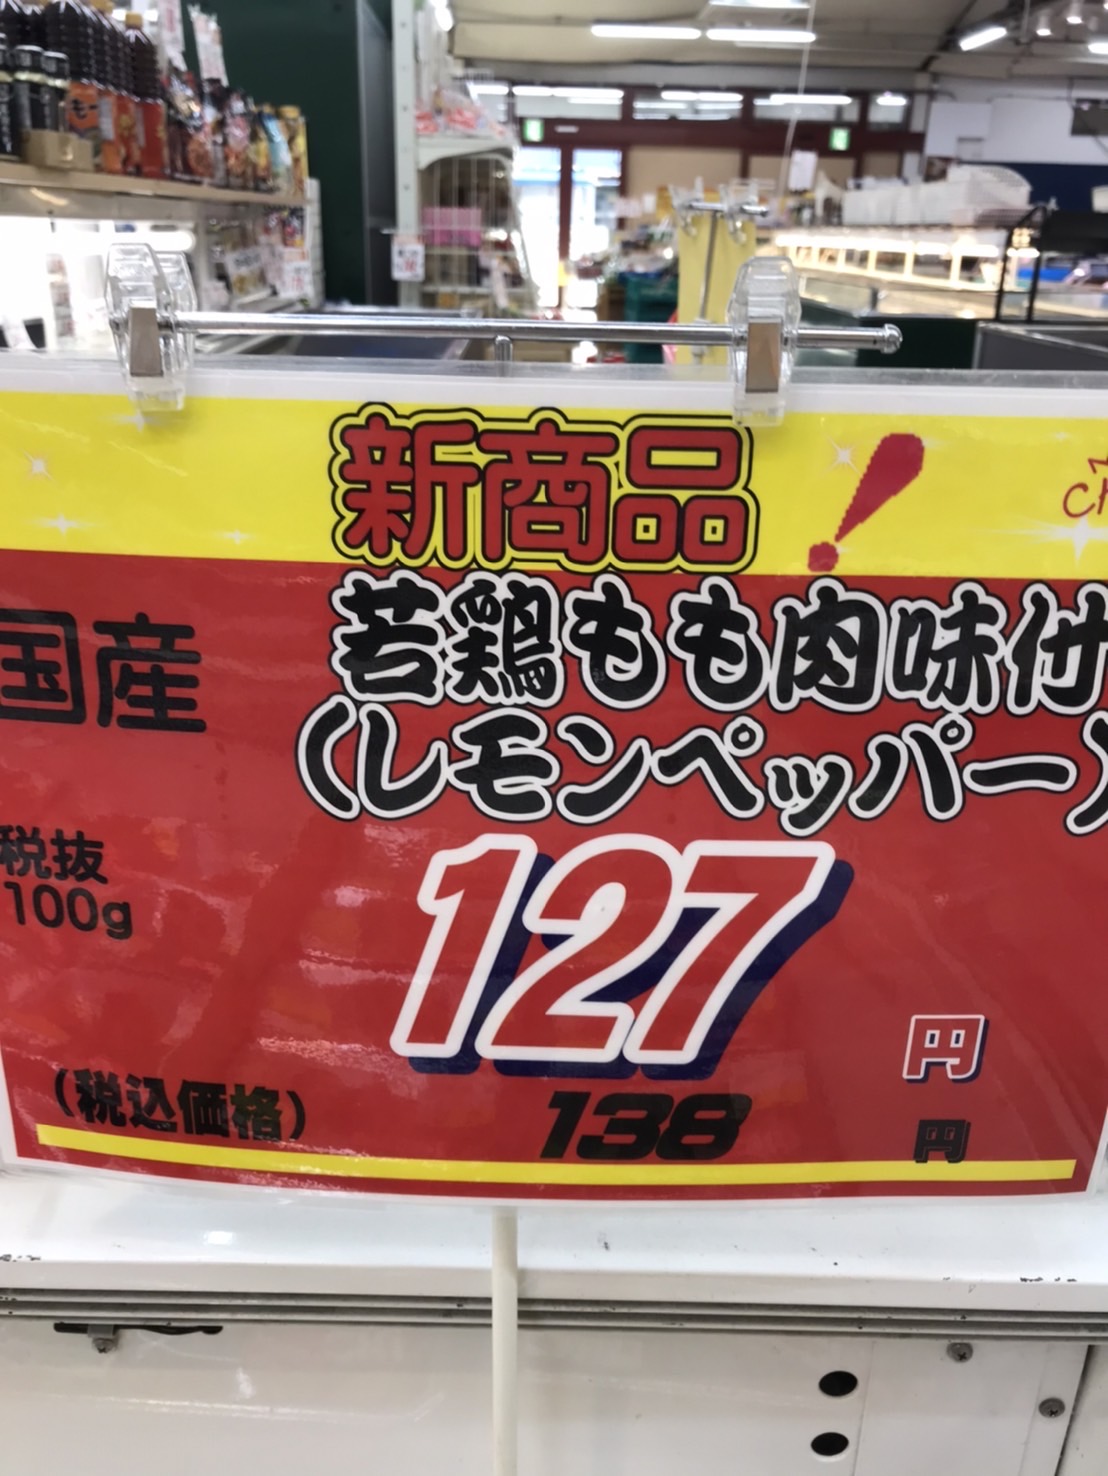 新商品!
国産
若鶏もも肉味付
(レモンペッパー)
税抜
100g
127
円
(税込価格)
138
円